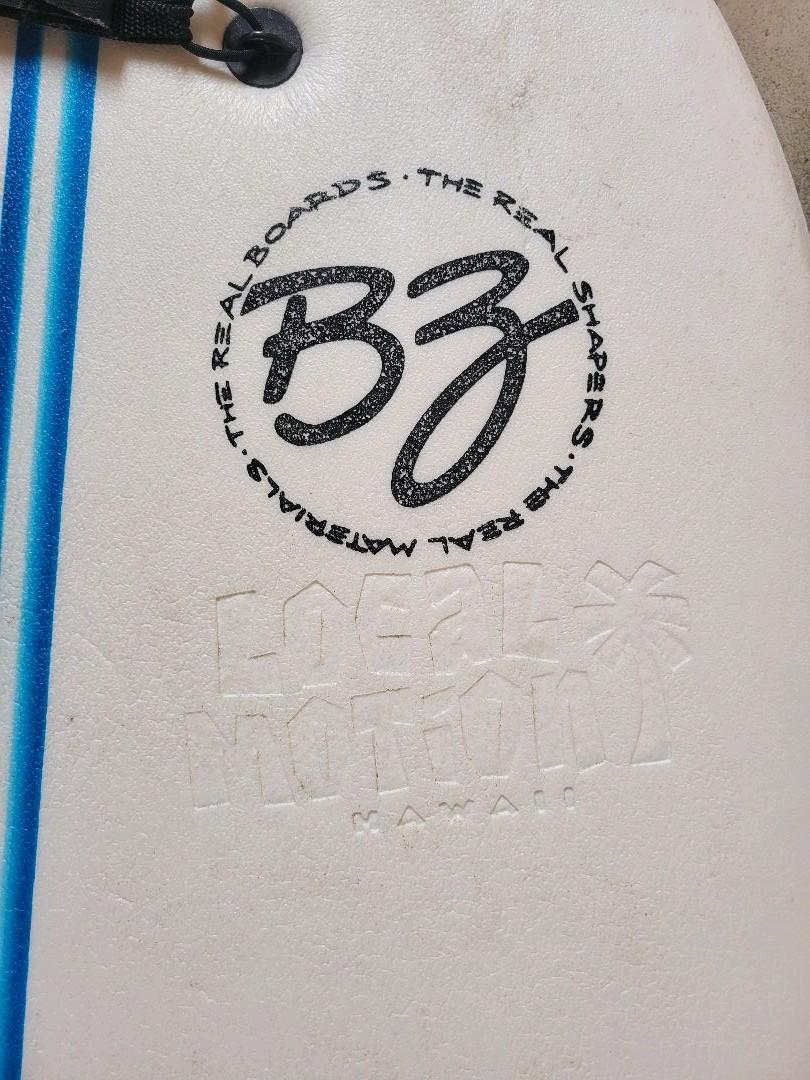 THE REAL BOARDS · THE REAL SHAPERS · THE REAL MATERIALS ·
BZ
LOCAL
MOTION
HAWAII